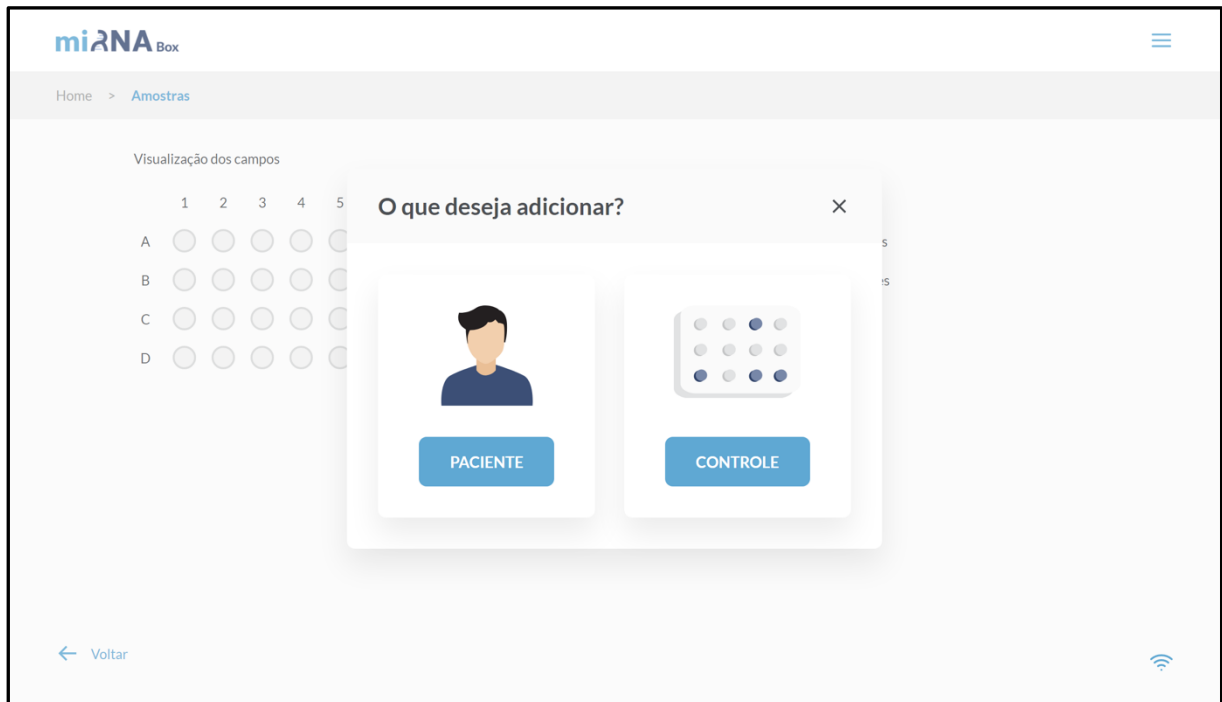 miRNA Box
Home > Amostras
Visualização dos campos
1 2 3 4 5
O que deseja adicionar?
A
B
C
D
PACIENTE
CONTROLE
Voltar